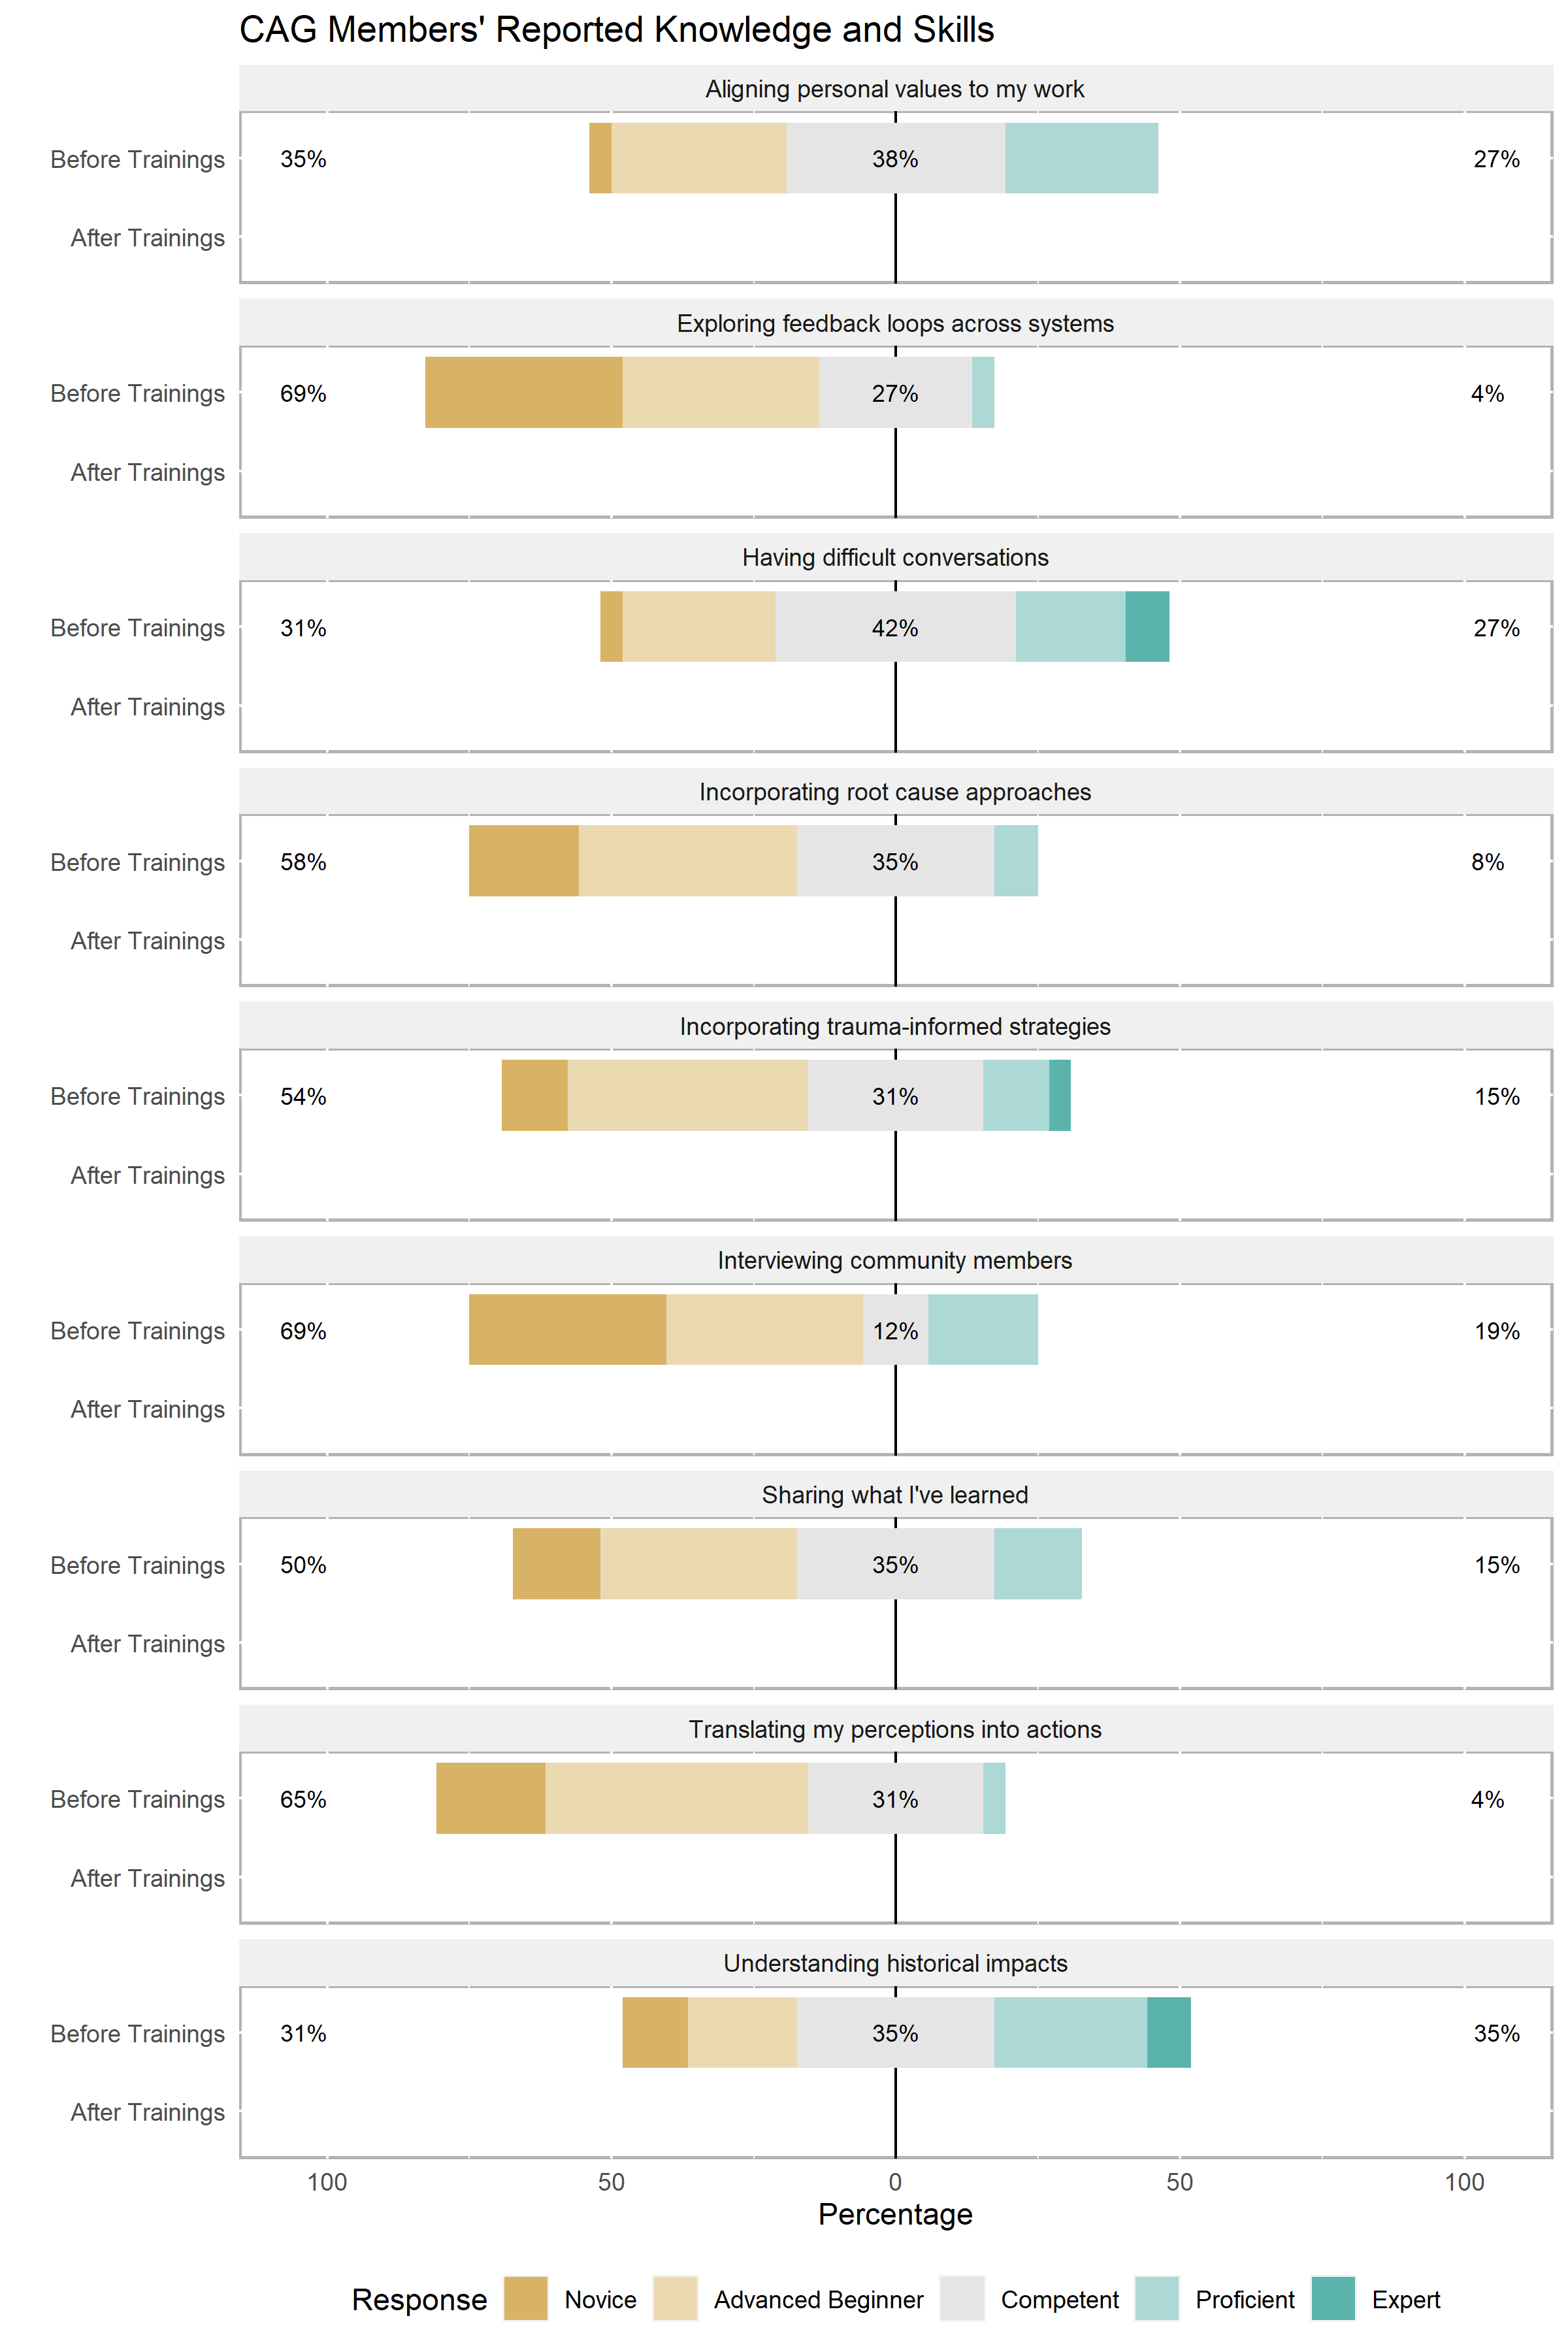 CAG Members' Reported Knowledge and Skills
Aligning personal values to my work
Before Trainings 35% 38% 27%
After Trainings
Exploring feedback loops across systems
Before Trainings 69% 27% 4%
After Trainings
Having difficult conversations
Before Trainings 31% 42% 27%
After Trainings
Incorporating root cause approaches
Before Trainings 58% 35% 8%
After Trainings
Incorporating trauma-informed strategies
Before Trainings 54% 31% 15%
After Trainings
Interviewing community members
Before Trainings 69% 12% 19%
After Trainings
Sharing what I've learned
Before Trainings 50% 35% 15%
After Trainings
Translating my perceptions into actions
Before Trainings 65% 31% 4%
After Trainings
Understanding historical impacts
Before Trainings 31% 35% 35%
After Trainings
100 50 0 50 100
Percentage
Response Novice Advanced Beginner Competent Proficient Expert